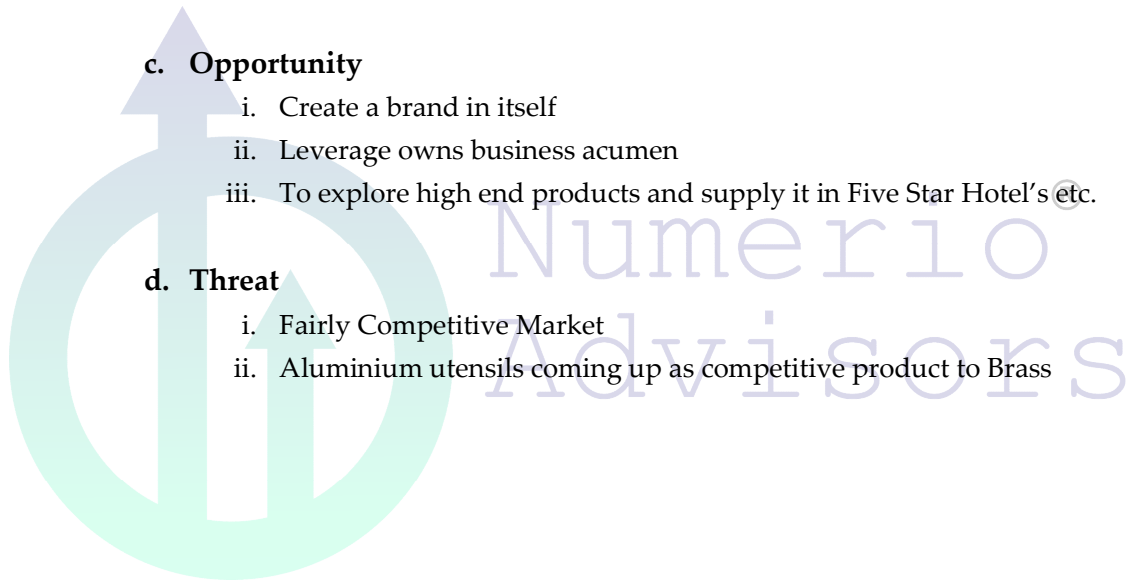 c. Opportunity
i. Create a brand in itself
ii. Leverage owns business acumen
iii. To explore high end products and supply it in Five Star Hotel's etc.
Numerio®
d. Threat
i. Fairly Competitive Market
Advisors
ii. Aluminium utensils coming up as competitive product to Brass